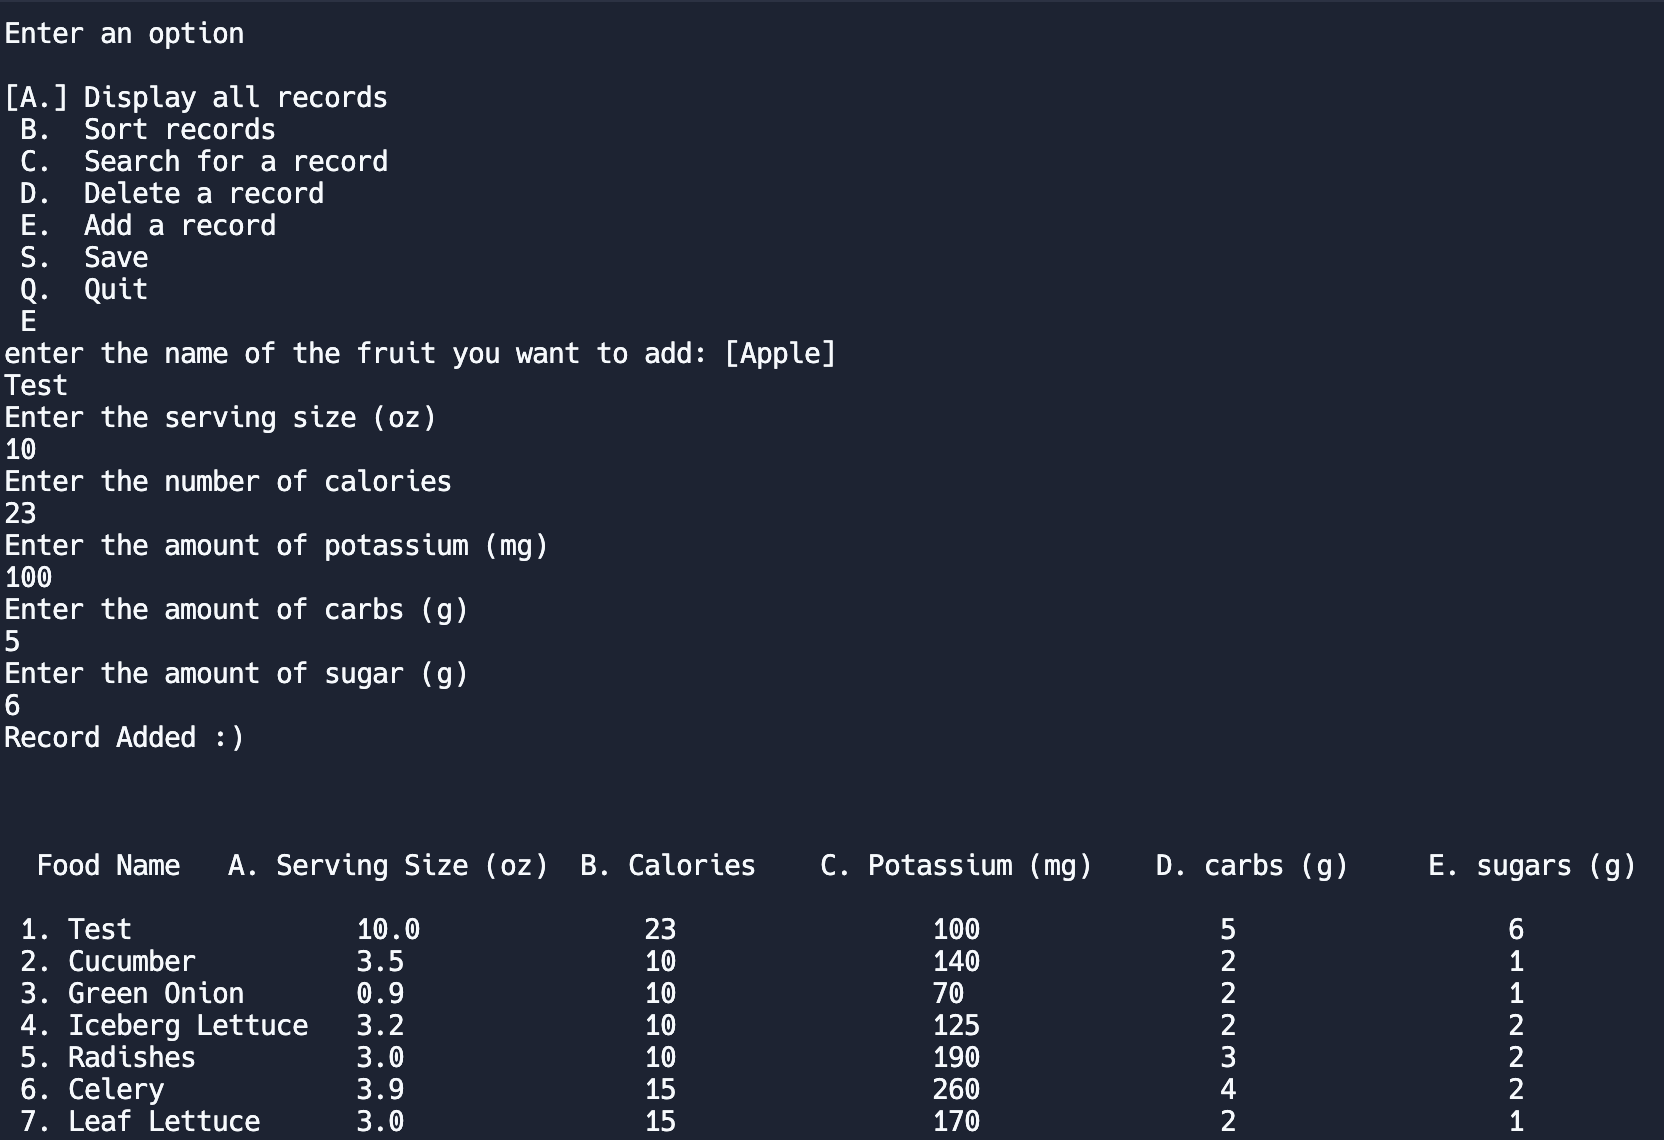 Enter an option
[A.] Display all records
B. Sort records
C. Search for a record
D. Delete a record
E. Add a record
S. Save
Q. Quit
E
enter the name of the fruit you want to add: [Apple]
Test
Enter the serving size (oz)
10
Enter the number of calories
23
Enter the amount of potassium (mg)
100
Enter the amount of carbs (g)
5
Enter the amount of sugar (g)
6
Record Added :)
Food Name A. Serving Size (oz) B. Calories C. Potassium (mg) D. carbs (g) E. sugars (g)
1. Test 10.0 23 100 5 6
2. Cucumber 3.5 10 140 2 1
3. Green Onion 0.9 10 70 2 1
4. Iceberg Lettuce 3.2 10 125 2 2
5. Radishes 3.0 10 190 3 2
6. Celery 3.9 15 260 4 2
7. Leaf Lettuce 3.0 15 170 2 1